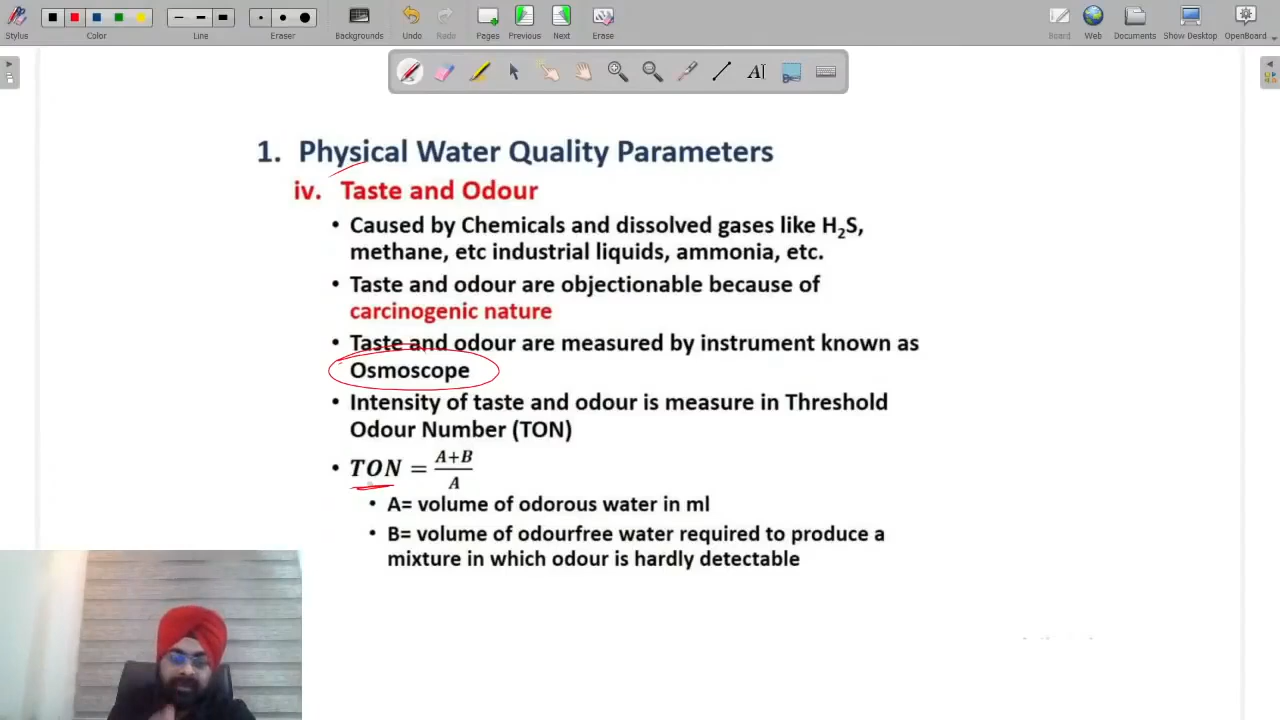 Stylus
Color
Line
Eraser
Backgrounds
Undo
Redo
Pages
Previous
Next
Erase
Board
Web
Documents
Show Desktop
OpenBoard
1. Physical Water Quality Parameters
iv. Taste and Odour
• Caused by Chemicals and dissolved gases like H₂S,
methane, etc industrial liquids, ammonia, etc.
• Taste and odour are objectionable because of
carcinogenic nature
• Taste and odour are measured by instrument known as
Osmoscope
• Intensity of taste and odour is measure in Threshold
Odour Number (TON)
• TON = (A+B)/A
• A= volume of odorous water in ml
• B= volume of odourfree water required to produce a
mixture in which odour is hardly detectable